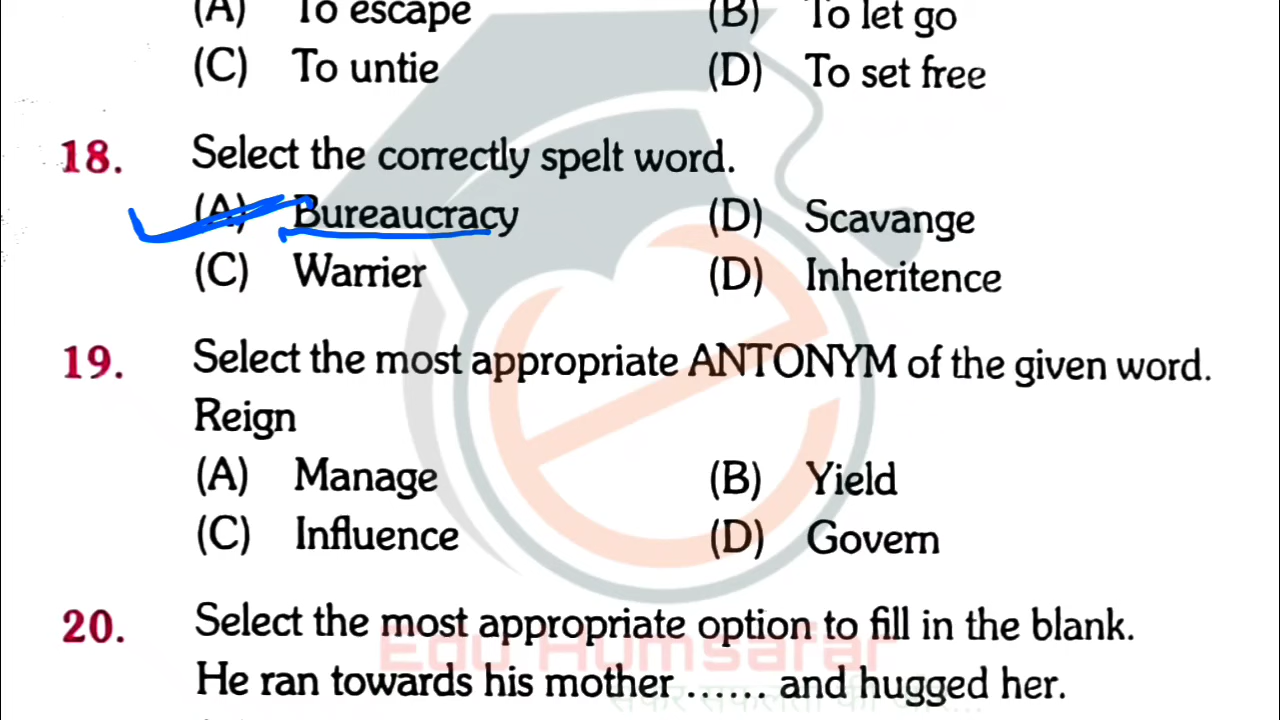 (A) To escape (B) To let go
(C) To untie (D) To set free
18. Select the correctly spelt word.
(A) Bureaucracy (D) Scavange
(C) Warrier (D) Inheritence
19. Select the most appropriate ANTONYM of the given word.
Reign
(A) Manage (B) Yield
(C) Influence (D) Govern
20. Select the most appropriate option to fill in the blank.
Edu Humsafar
He ran towards his mother ...... and hugged her.